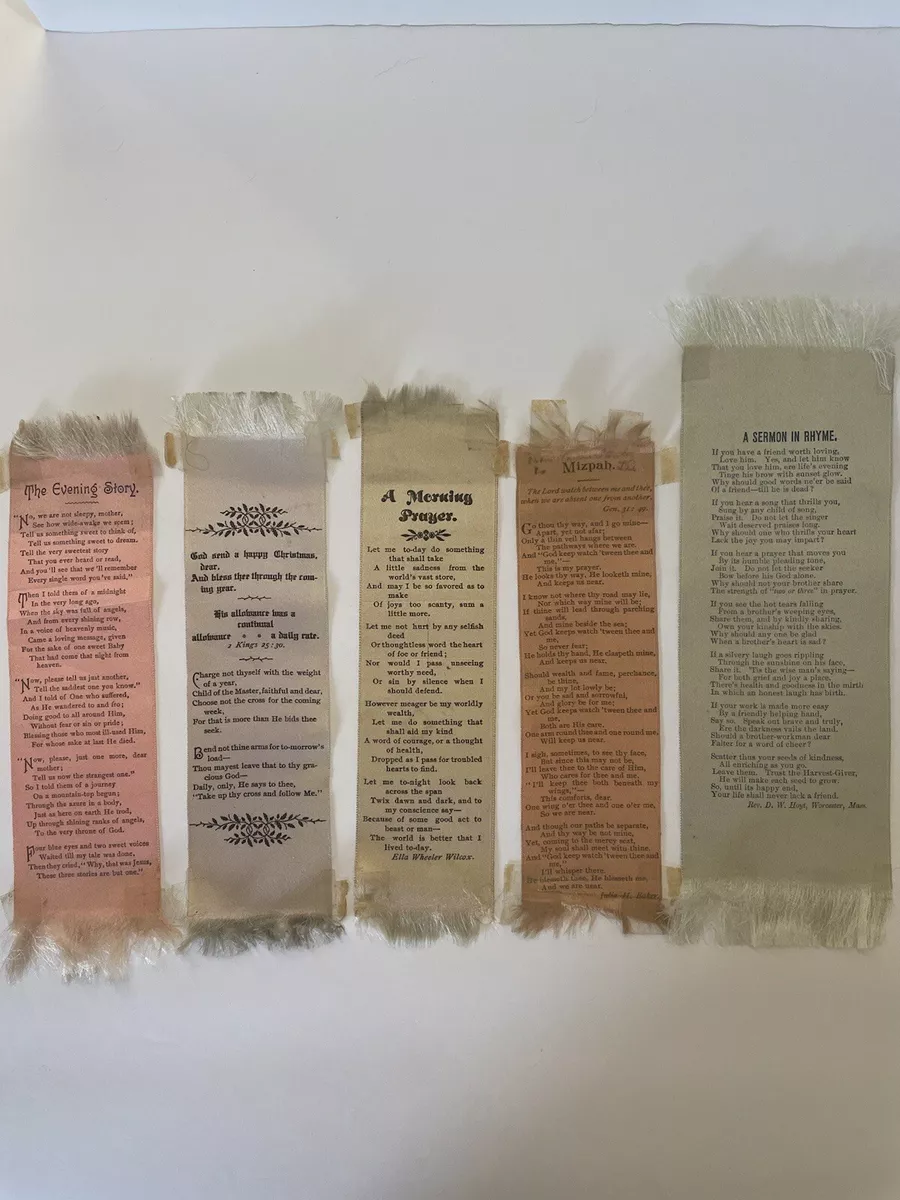 The Evening Story.
"No, we are not sleepy, mother,
See how wide-awake we seem;
Tell us something sweet to think of,
Tell us something sweet to dream.
Tell the very sweetest story
That you ever heard or read,
And you'll see that we'll remember
Every single word you've said."
Then I told them of a midnight
In the very long ago,
When the sky was full of angels,
And from every shining row,
In a voice of heavenly music,
Came a loving message, given
For the sake of one sweet Baby
That had come that night from
heaven.
"Now, please tell us just another,
Tell the saddest one you know,"
And I told of One who suffered,
As He wandered to and fro;
Doing good to all around Him,
Without fear or sin or pride;
Blessing those who most ill-used Him,
For whose sake at last He died.
"Now, please, just one more, dear
mother;
Tell us now the strangest one."
So I told them of a journey
On a mountain-top begun;
Through the azure in a body,
Just as here on earth He trod,
Up through shining ranks of angels,
To the very throne of God.
Four blue eyes and two sweet voices
Waited till my tale was done,
Then they cried, "Why, that was Jesus,
These three stories are but one."
God send a happy Christmas,
dear,
And bless thee through the com-
ing year.
His allowance was a
continual
allowance a daily rate.
2 Kings 25:30.
Charge not thyself with the weight
of a year,
Child of the Master, faithful and dear,
Choose not the cross for the coming
week,
For that is more than He bids thee
seek.
Bend not thine arms for to-morrow's
load—
Thou mayest leave that to thy gra-
cious God—
Daily, only, He says to thee,
"Take up thy cross and follow Me."
A Morning
Prayer.
Let me to-day do something
that shall take
A little sadness from the
world's vast store,
And may I be so favored as to
make
Of joys too scanty, sum a
little more.
Let me not hurt by any selfish
deed
Or thoughtless word the heart
of foe or friend;
Nor would I pass unseeing
worthy need,
Or sin by silence when I
should defend.
However meager be my worldly
wealth,
Let me do something that
shall aid my kind
A word of courage, or a thought
of health,
Dropped as I pass for troubled
hearts to find.
Let me to-night look back
across the span
Twix dawn and dark, and to
my conscience say—
Because of some good act to
beast or man—
The world is better that I
lived to-day.
Ella Wheeler Wilcox.
Mizpah.
The Lord watch between me and thee,
when we are absent one from another.
Gen. 31: 49.
Go thou thy way, and I go mine—
Apart, yet not afar;
Only a thin veil hangs between
The pathways where we are.
And "God keep watch 'tween thee and
me,"—
This is my prayer.
He looks thy way, He looketh mine,
And keeps us near.
I know not where thy road may lie,
Nor which way mine will be;
If thine will lead through parching
sands,
And mine beside the sea;
Yet God keeps watch 'tween thee and
me,
So never fear;
He holds thy hand, He claspeth mine,
And keeps us near.
Should wealth and fame, perchance,
be thine,
And my lot lowly be;
Or you be sad and sorrowful,
And glory be for me;
Yet God keeps watch 'tween thee and
me,
Both are His care,
One arm round thee and one round me,
Will keep us near.
I sigh, sometimes, to see thy face,
But since this may not be,
I'll leave thee to the care of Him,
Who cares for thee and me.
"I'll keep thee both beneath my
wings,"—
This comforts, dear.
One wing o'er thee and one o'er me,
So we are near.
And though our paths be separate,
And thy way be not mine,
Yet, coming to the mercy seat,
My soul shall meet with thine.
And "God keep watch 'tween thee and
me,"
I'll whisper there.
He blesseth thee, He blesseth me,
And we are near.
Julia H. Baker.
A SERMON IN RHYME.
If you have a friend worth loving,
Love him. Yes, and let him know
That you love him, ere life's evening
Tinge his brow with sunset glow,
Why should good words ne'er be said
Of a friend—till he is dead?
If you hear a song that thrills you,
Sung by any child of song,
Praise it. Do not let the singer
Wait deserved praises long.
Why should one who thrills your heart
Lack the joy you may impart?
If you hear a prayer that moves you
By its humble pleading tone,
Join it. Do not let the seeker
Bow before his God alone.
Why should not your brother share
The strength of "two or three" in prayer.
If you see the hot tears falling
From a brother's weeping eyes,
Share them, and by kindly sharing,
Own your kinship with the skies.
Why should any one be glad
When a brother's heart is sad?
If a silvery laugh goes rippling
Through the sunshine on his face,
Share it. 'Tis the wise man's saying—
For both grief and joy a place.
There's health and goodness in the mirth
In which an honest laugh has birth.
If your work is made more easy
By a friendly helping hand,
Say so. Speak out brave and truly,
Ere the darkness vails the land.
Should a brother-workman dear
Falter for a word of cheer?
Scatter thus your seeds of kindness,
All enriching as you go.
Leave them. Trust the Harvest-Giver,
He will make each seed to grow.
So, until its happy end,
Your life shall never lack a friend.
Rev. D. W. Hoyt, Worcester, Mass.